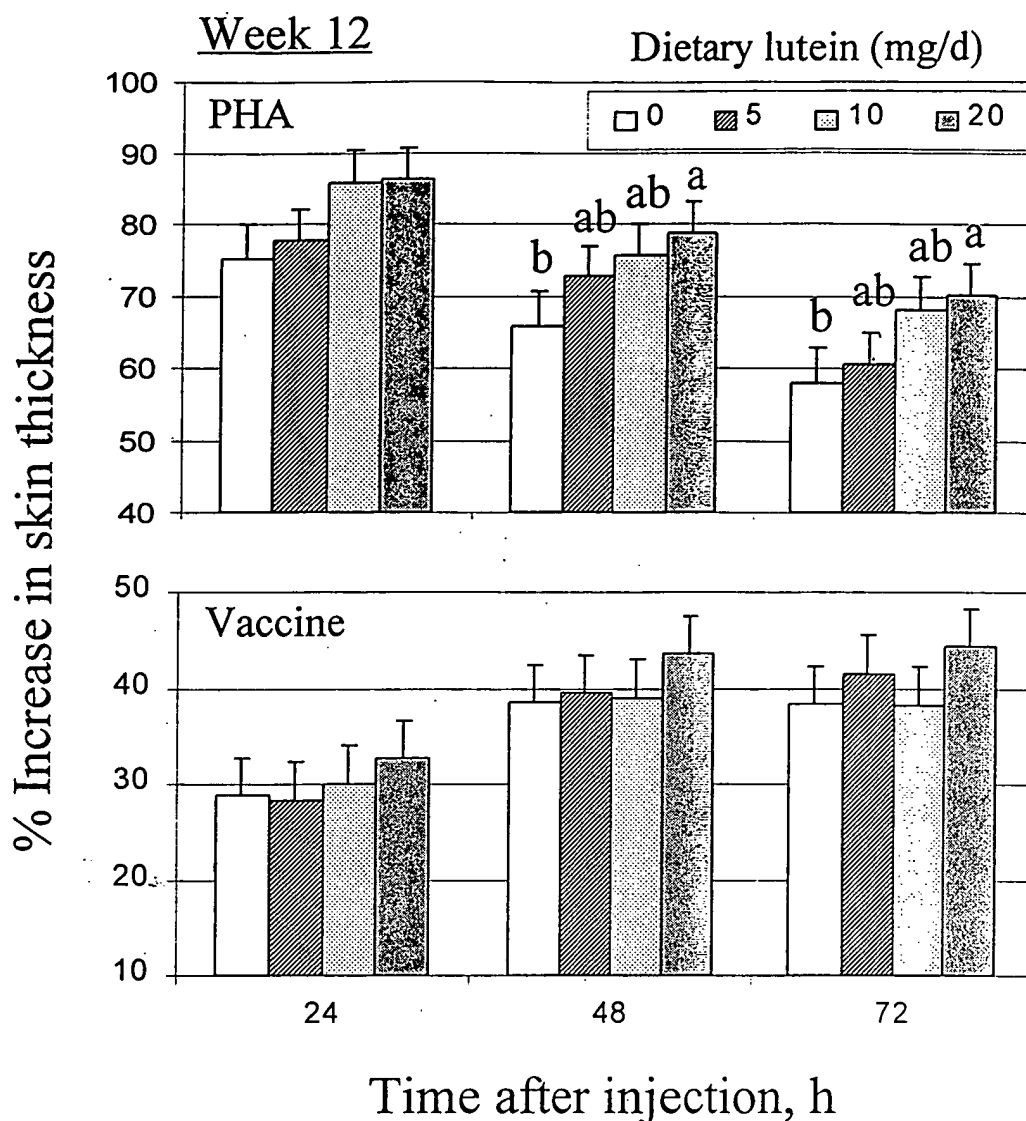 Week 12
Dietary lutein (mg/d)
PHA
0 5 10 20
100
90
80
70
60
50
40
b ab ab a
b ab ab a
% Increase in skin thickness
Vaccine
50
40
30
20
10
24 48 72
Time after injection, h